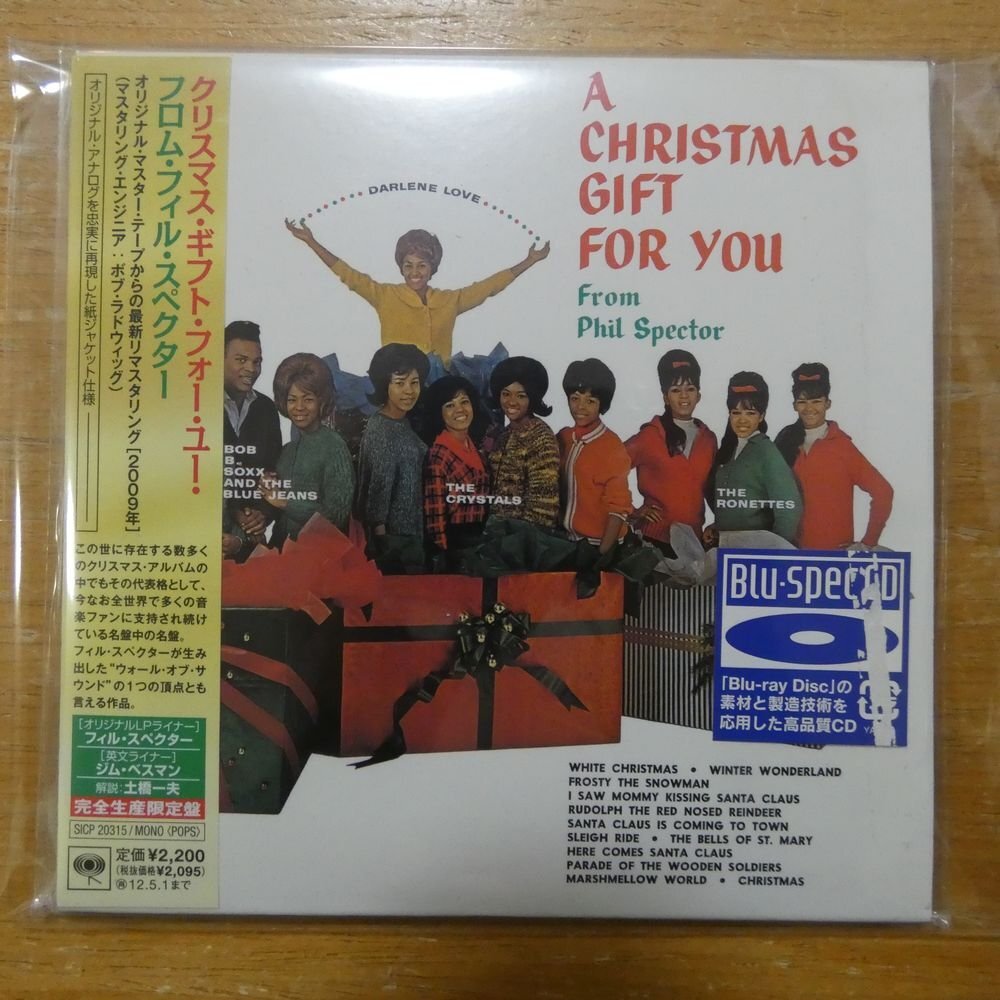 クリスマス・ギフト・フォー・ユー・
フロム・フィル・スペクター
オリジナル・マスター・テープからの最新リマスタリング[2009年]
(マスタリング・エンジニア:ボブ・ラドウィッグ)
オリジナル・アナログを忠実に再現した紙ジャケット仕様
この世に存在する数多く
のクリスマス・アルバムの
中でもその代表格として、
今なお全世界で多くの音
楽ファンに支持され続け
ている名盤中の名盤。
フィル・スペクターが生み
出した“ウォール・オブ・サ
ウンド”の1つの頂点とも
言える作品。
[オリジナルLPライナー]
フィル・スペクター
[英文ライナー]
ジム・ベスマン
解説:土橋一夫
完全生産限定盤
SICP 20315/MONO〈POPS〉
定価¥2,200
(税抜価格¥2,095)
12.5.1まで
A
CHRISTMAS
GIFT
FOR YOU
From
Phil Spector
DARLENE LOVE
BOB
B.
SOXX
AND THE
BLUE JEANS
THE
CRYSTALS
THE
RONETTES
「Blu-ray Disc」の
素材と製造技術を
応用した高品質CD
WHITE CHRISTMAS • WINTER WONDERLAND
FROSTY THE SNOWMAN
I SAW MOMMY KISSING SANTA CLAUS
RUDOLPH THE RED NOSED REINDEER
SANTA CLAUS IS COMING TO TOWN
SLEIGH RIDE • THE BELLS OF ST. MARY
HERE COMES SANTA CLAUS
PARADE OF THE WOODEN SOLDIERS
MARSHMELLOW WORLD • CHRISTMAS